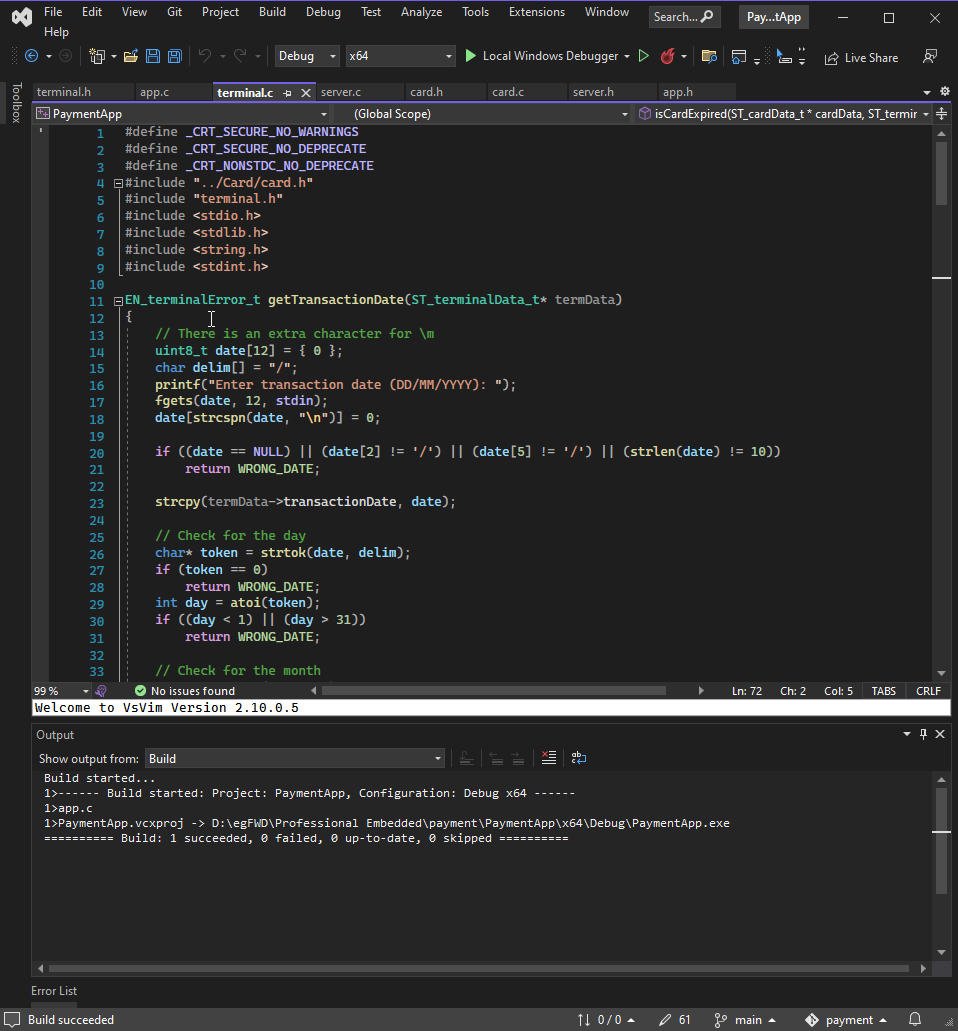 File Edit View Git Project Build Debug Test Analyze Tools Extensions Window Search... Pay...tApp
Help
Debug x64 Local Windows Debugger Live Share
Toolbox
terminal.h app.c terminal.c server.c card.h card.c server.h app.h
PaymentApp (Global Scope) isCardExpired(ST_cardData_t * cardData, ST_termir
1 #define _CRT_SECURE_NO_WARNINGS
2 #define _CRT_SECURE_NO_DEPRECATE
3 #define _CRT_NONSTDC_NO_DEPRECATE
4 #include "../Card/card.h"
5 #include "terminal.h"
6 #include <stdio.h>
7 #include <stdlib.h>
8 #include <string.h>
9 #include <stdint.h>
10
11 EN_terminalError_t getTransactionDate(ST_terminalData_t* termData)
12 {
13 // There is an extra character for \m
14 uint8_t date[12] = { 0 };
15 char delim[] = "/";
16 printf("Enter transaction date (DD/MM/YYYY): ");
17 fgets(date, 12, stdin);
18 date[strcspn(date, "\n")] = 0;
19
20 if ((date == NULL) || (date[2] != '/') || (date[5] != '/') || (strlen(date) != 10))
21 return WRONG_DATE;
22
23 strcpy(termData->transactionDate, date);
24
25 // Check for the day
26 char* token = strtok(date, delim);
27 if (token == 0)
28 return WRONG_DATE;
29 int day = atoi(token);
30 if ((day < 1) || (day > 31))
31 return WRONG_DATE;
32
33 // Check for the month
99 % No issues found Ln: 72 Ch: 2 Col: 5 TABS CRLF
Welcome to VsVim Version 2.10.0.5
Output
Show output from: Build
Build started...
1>------ Build started: Project: PaymentApp, Configuration: Debug x64 ------
1>app.c
1>PaymentApp.vcxproj -> D:\egFWD\Professional Embedded\payment\PaymentApp\x64\Debug\PaymentApp.exe
========== Build: 1 succeeded, 0 failed, 0 up-to-date, 0 skipped ==========
Error List
Build succeeded 0 / 0 61 main payment